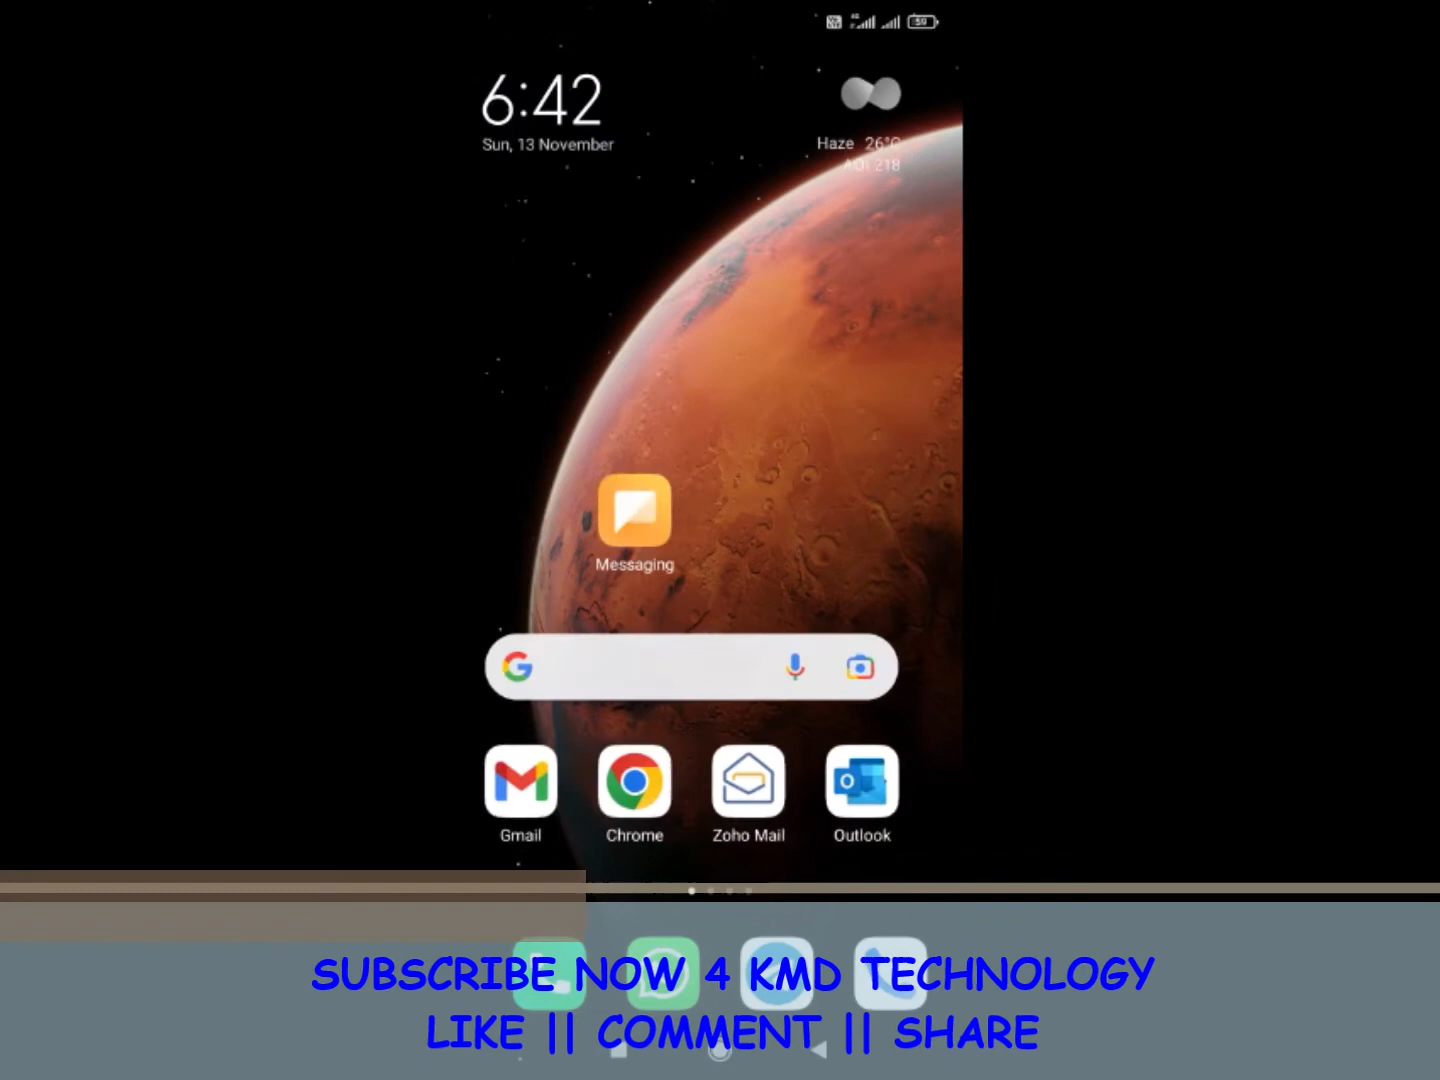 59
6:42
Sun, 13 November
Haze 26°C
AQI 218
Messaging
Gmail
Chrome
Zoho Mail
Outlook
SUBSCRIBE NOW 4 KMD TECHNOLOGY
LIKE || COMMENT || SHARE